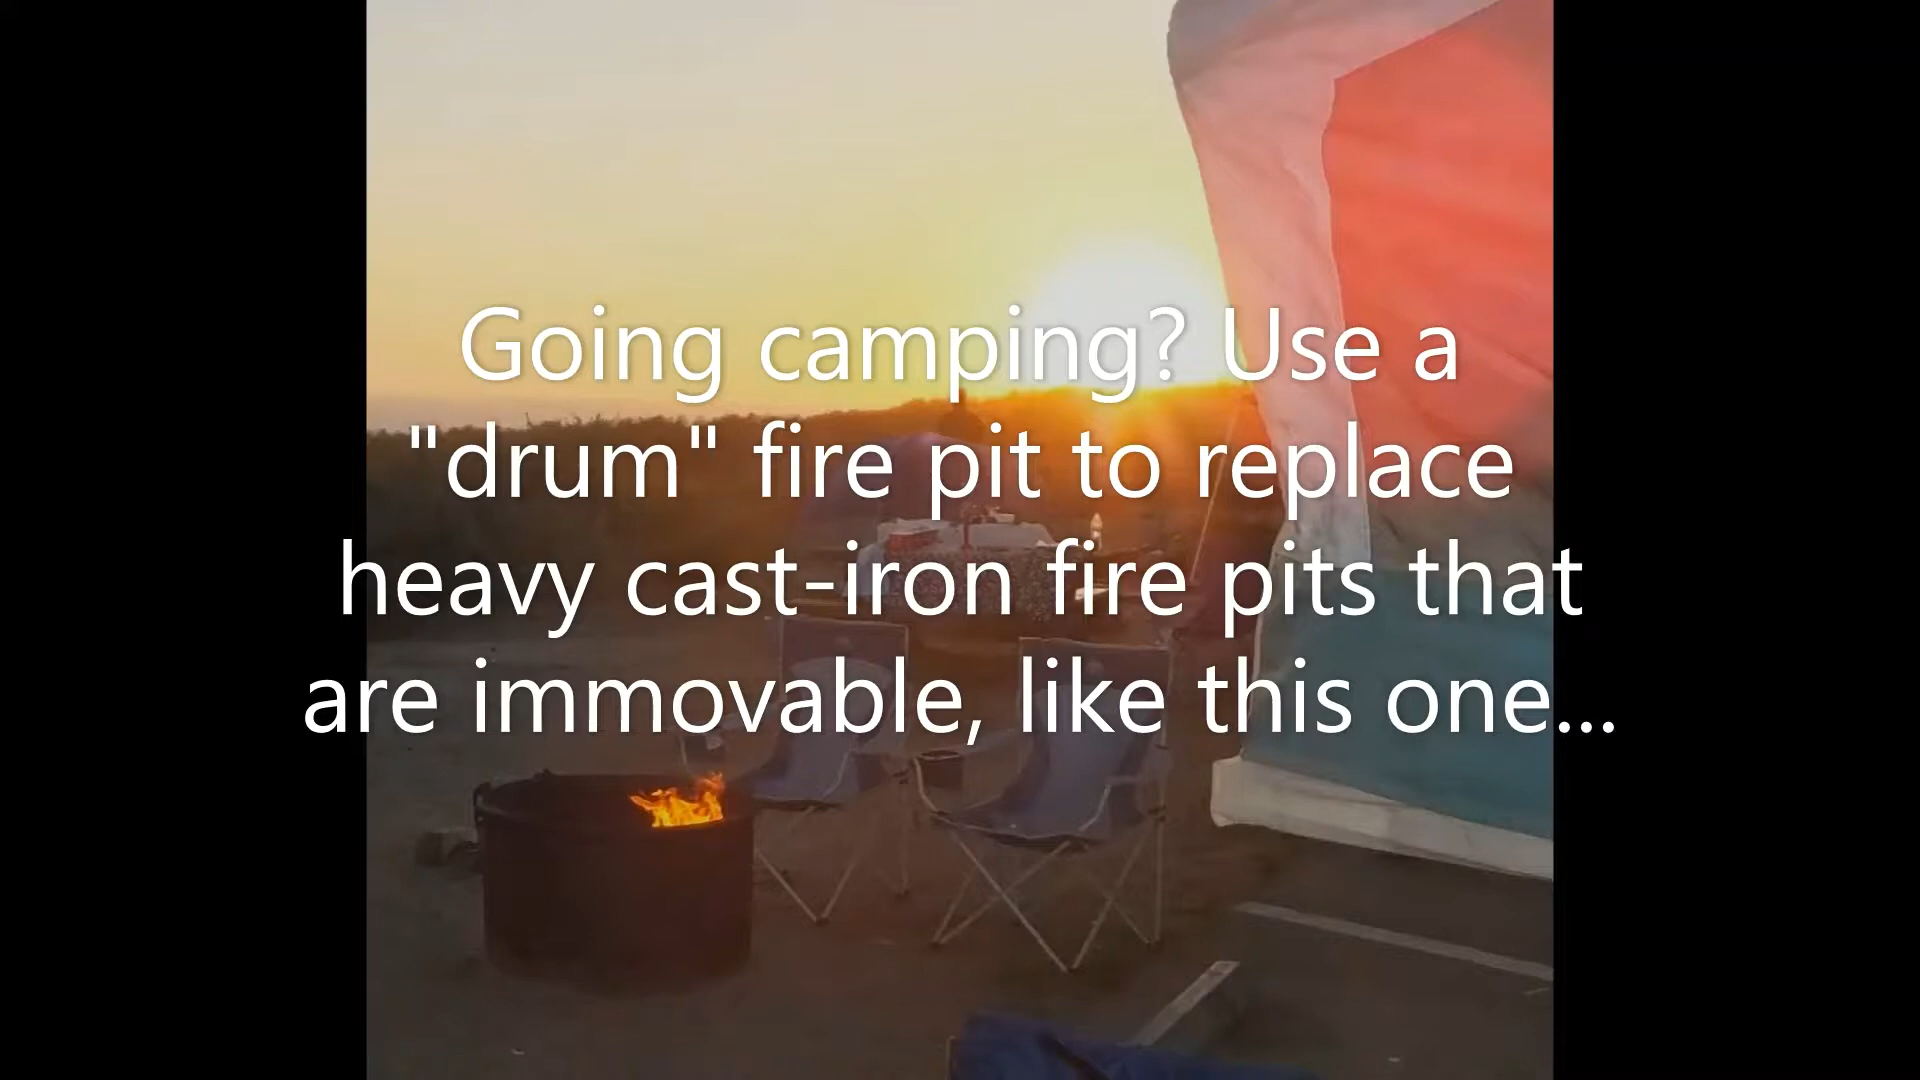 Going camping? Use a
"drum" fire pit to replace
heavy cast-iron fire pits that
are immovable, like this one...